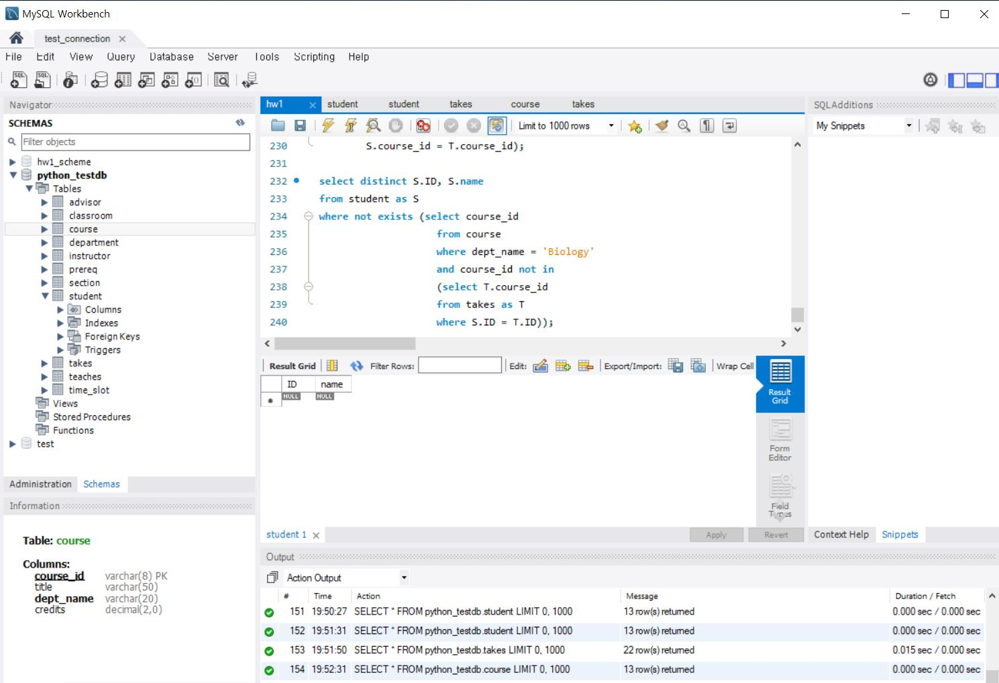 MySQL Workbench
test_connection
File Edit View Query Database Server Tools Scripting Help
Navigator
SCHEMAS
Filter objects
hw1_scheme
python_testdb
Tables
advisor
classroom
course
department
instructor
prereq
section
student
Columns
Indexes
Foreign Keys
Triggers
takes
teaches
time_slot
Views
Stored Procedures
Functions
test
Administration Schemas
Information
Table: course
Columns:
course_id varchar(8) PK
title varchar(50)
dept_name varchar(20)
credits decimal(2,0)
hw1 student student takes course takes
Limit to 1000 rows
230 S.course_id = T.course_id);
231
232 select distinct S.ID, S.name
233 from student as S
234 where not exists (select course_id
235 from course
236 where dept_name = 'Biology'
237 and course_id not in
238 (select T.course_id
239 from takes as T
240 where S.ID = T.ID));
Result Grid Filter Rows: Edit: Export/Import: Wrap Cell
ID name
NULL NULL
Result Grid
Form Editor
Field Types
student 1 Apply Revert
SQLAdditions
My Snippets
Context Help Snippets
Output
Action Output
# Time Action Message Duration / Fetch
151 19:50:27 SELECT * FROM python_testdb.student LIMIT 0, 1000 13 row(s) returned 0.000 sec / 0.000 sec
152 19:51:31 SELECT * FROM python_testdb.student LIMIT 0, 1000 13 row(s) returned 0.000 sec / 0.000 sec
153 19:51:50 SELECT * FROM python_testdb.takes LIMIT 0, 1000 22 row(s) returned 0.015 sec / 0.000 sec
154 19:52:31 SELECT * FROM python_testdb.course LIMIT 0, 1000 13 row(s) returned 0.000 sec / 0.000 sec